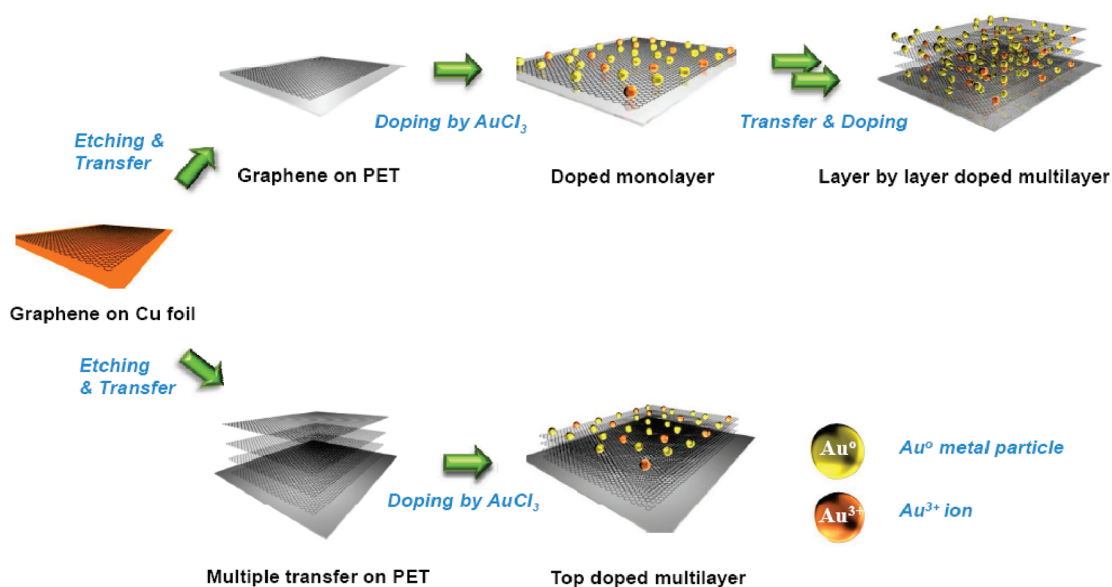 Etching &
Transfer
Graphene on PET
Doping by AuCl₃
Doped monolayer
Transfer & Doping
Layer by layer doped multilayer
Graphene on Cu foil
Etching
& Transfer
Multiple transfer on PET
Doping by AuCl₃
Top doped multilayer
Au⁰
Au⁰ metal particle
Au³⁺
Au³⁺ ion